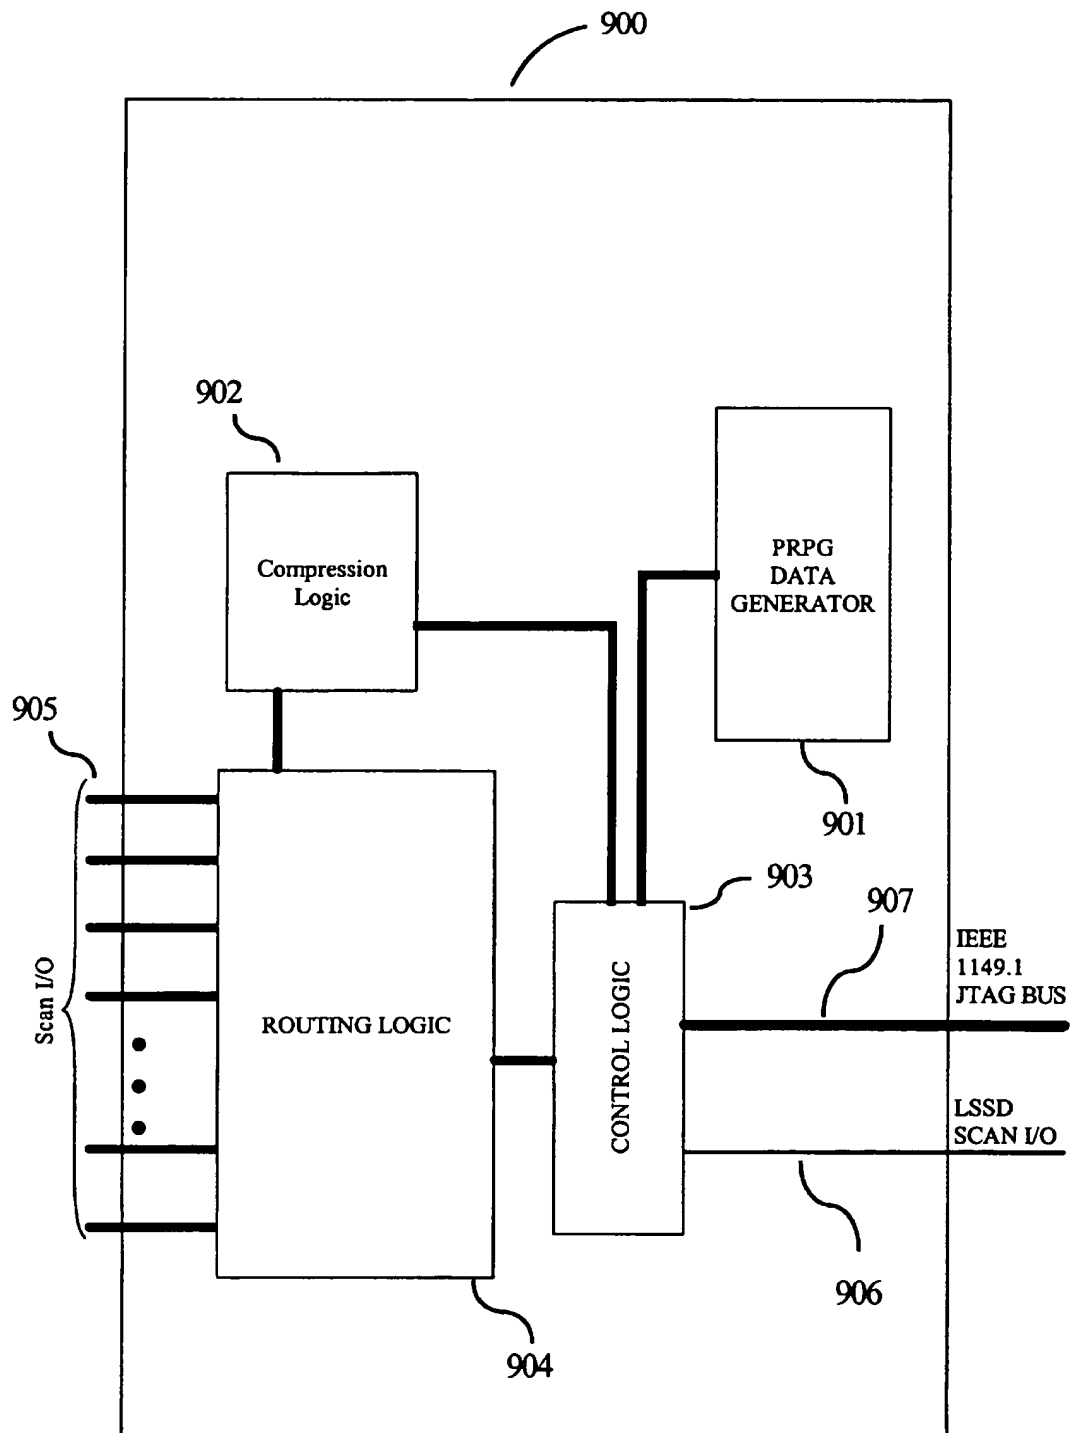 900
902
Compression
Logic
PRPG
DATA
GENERATOR
905
901
903
907
IEEE
1149.1
JTAG BUS
Scan I/O
ROUTING LOGIC
CONTROL LOGIC
LSSD
SCAN I/O
906
904